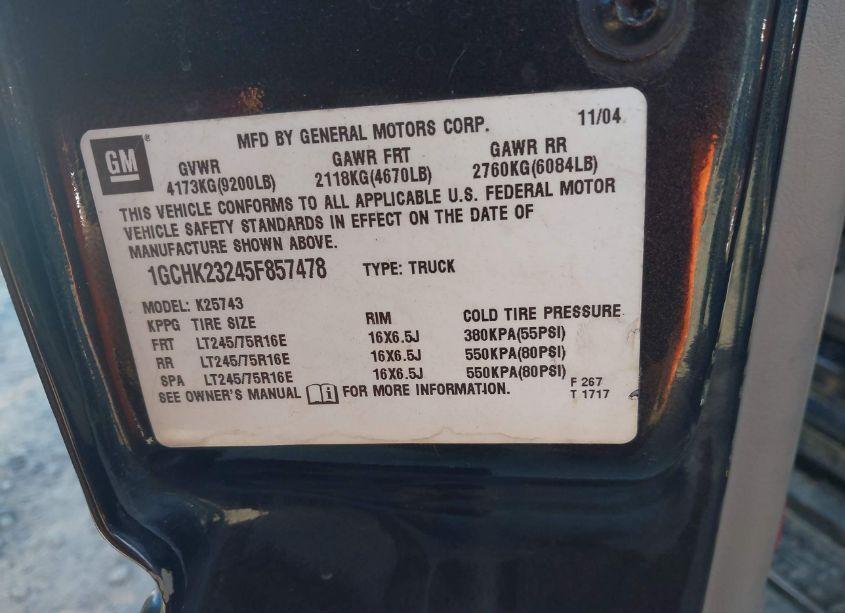 GM ®
MFD BY GENERAL MOTORS CORP. 11/04
GVWR GAWR FRT GAWR RR
4173KG(9200LB) 2118KG(4670LB) 2760KG(6084LB)
THIS VEHICLE CONFORMS TO ALL APPLICABLE U.S. FEDERAL MOTOR
VEHICLE SAFETY STANDARDS IN EFFECT ON THE DATE OF
MANUFACTURE SHOWN ABOVE.
1GCHK23245F857478 TYPE: TRUCK
MODEL: K25743
KPPG TIRE SIZE RIM COLD TIRE PRESSURE
FRT LT245/75R16E 16X6.5J 380KPA(55PSI)
RR LT245/75R16E 16X6.5J 550KPA(80PSI)
SPA LT245/75R16E 16X6.5J 550KPA(80PSI)
SEE OWNER'S MANUAL i FOR MORE INFORMATION. F 267
T 1717